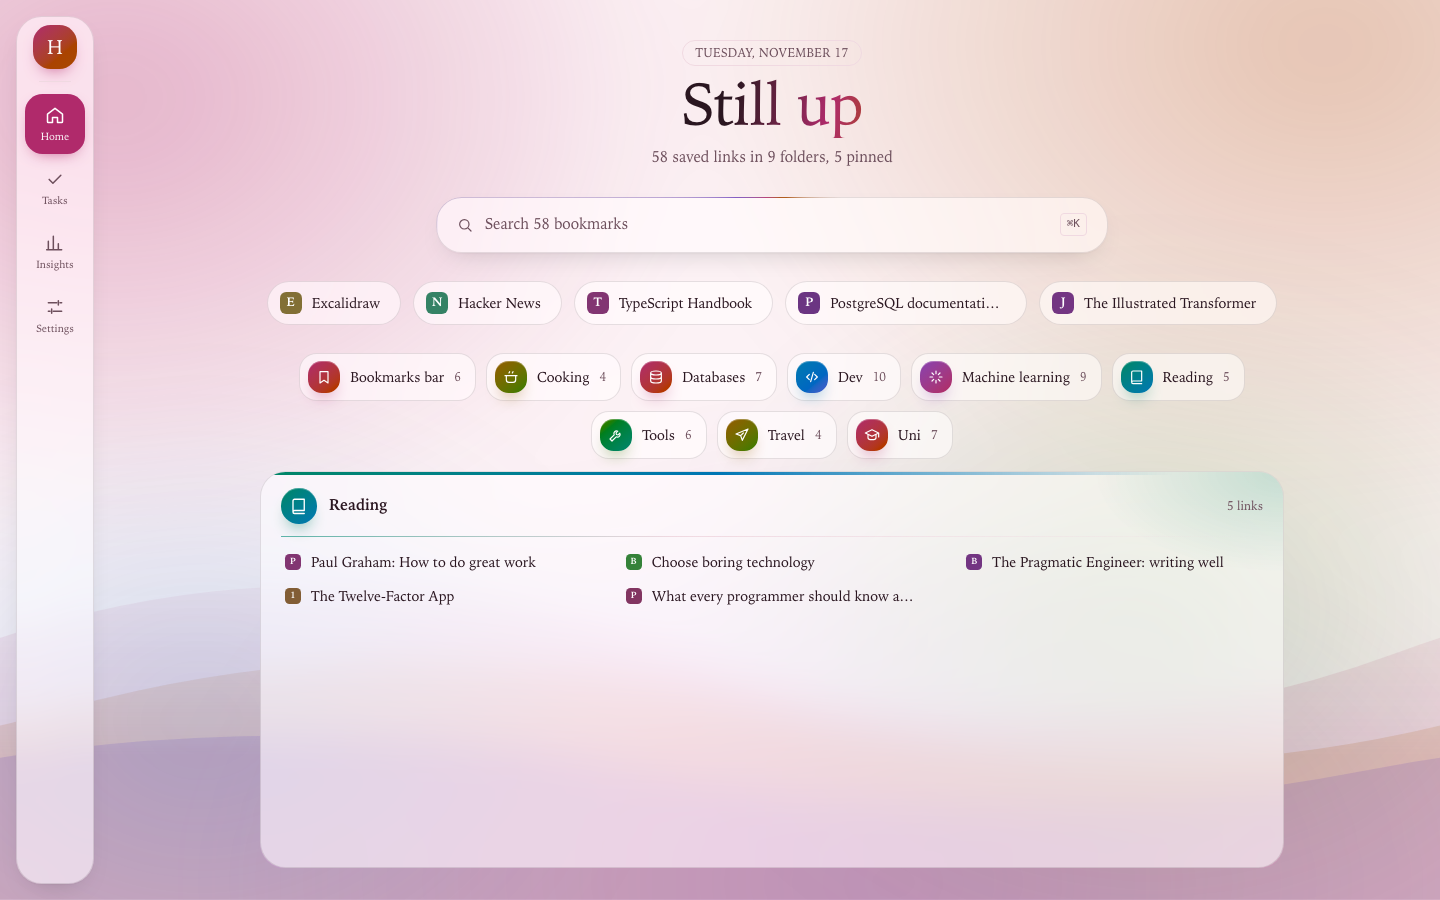 H
Home
Tasks
Insights
Settings
TUESDAY, NOVEMBER 17
Still up
58 saved links in 9 folders, 5 pinned
Search 58 bookmarks ⌘K
E Excalidraw N Hacker News T TypeScript Handbook P PostgreSQL documentati… J The Illustrated Transformer
Bookmarks bar 6 Cooking 4 Databases 7 Dev 10 Machine learning 9 Reading 5
Tools 6 Travel 4 Uni 7
Reading 5 links
P Paul Graham: How to do great work B Choose boring technology B The Pragmatic Engineer: writing well
1 The Twelve-Factor App P What every programmer should know a…